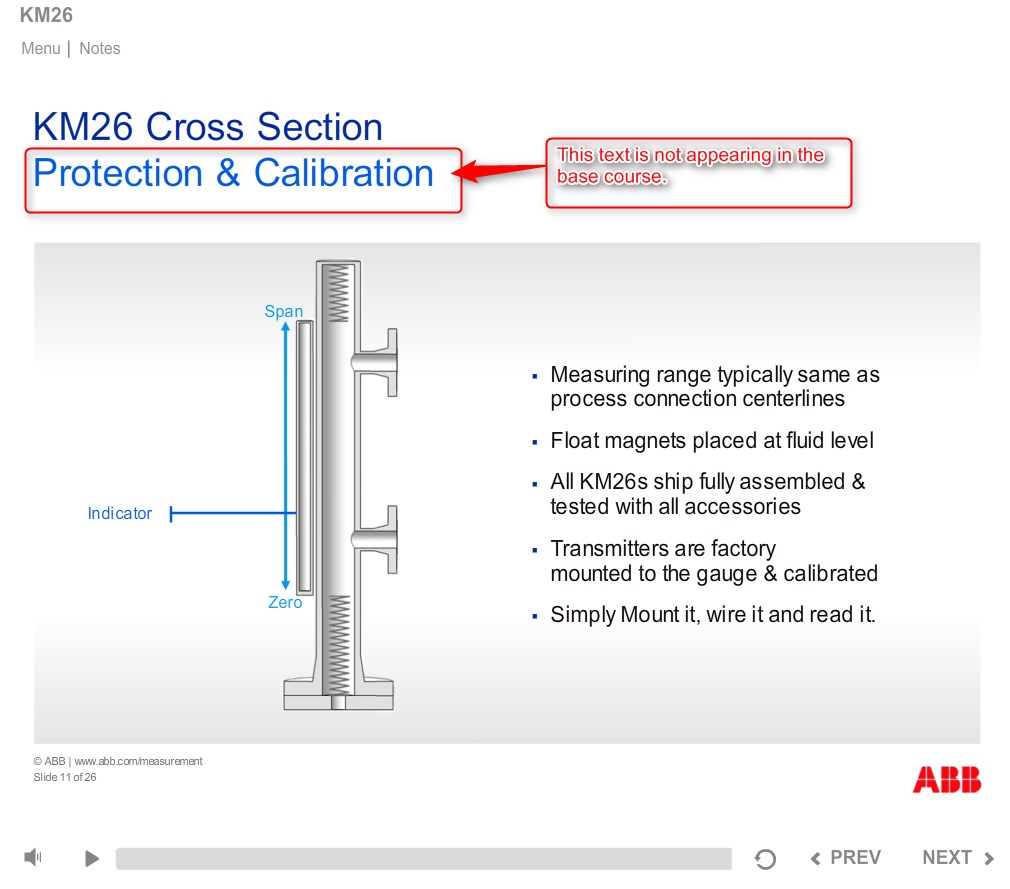 KM26
Menu | Notes
KM26 Cross Section
Protection & Calibration
This text is not appearing in the
base course.
Span
Indicator
Zero
▪ Measuring range typically same as
process connection centerlines
▪ Float magnets placed at fluid level
▪ All KM26s ship fully assembled &
tested with all accessories
▪ Transmitters are factory
mounted to the gauge & calibrated
▪ Simply Mount it, wire it and read it.
© ABB | www.abb.com/measurement
Slide 11 of 26
ABB
PREV
NEXT